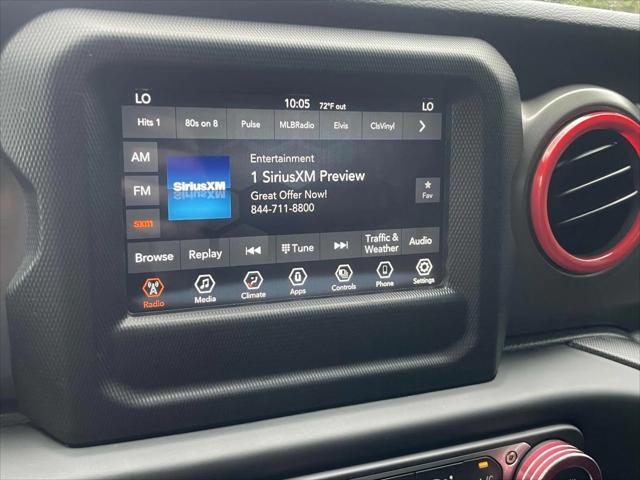 LO 10:05 72°F out LO
Hits 1 80s on 8 Pulse MLBRadio Elvis ClsVinyl
AM
FM
sxm
SiriusXM
Entertainment
1 SiriusXM Preview
Great Offer Now!
844-711-8800
Fav
Browse Replay Tune Traffic & Weather Audio
Radio Media Climate Apps Controls Phone Settings
LO